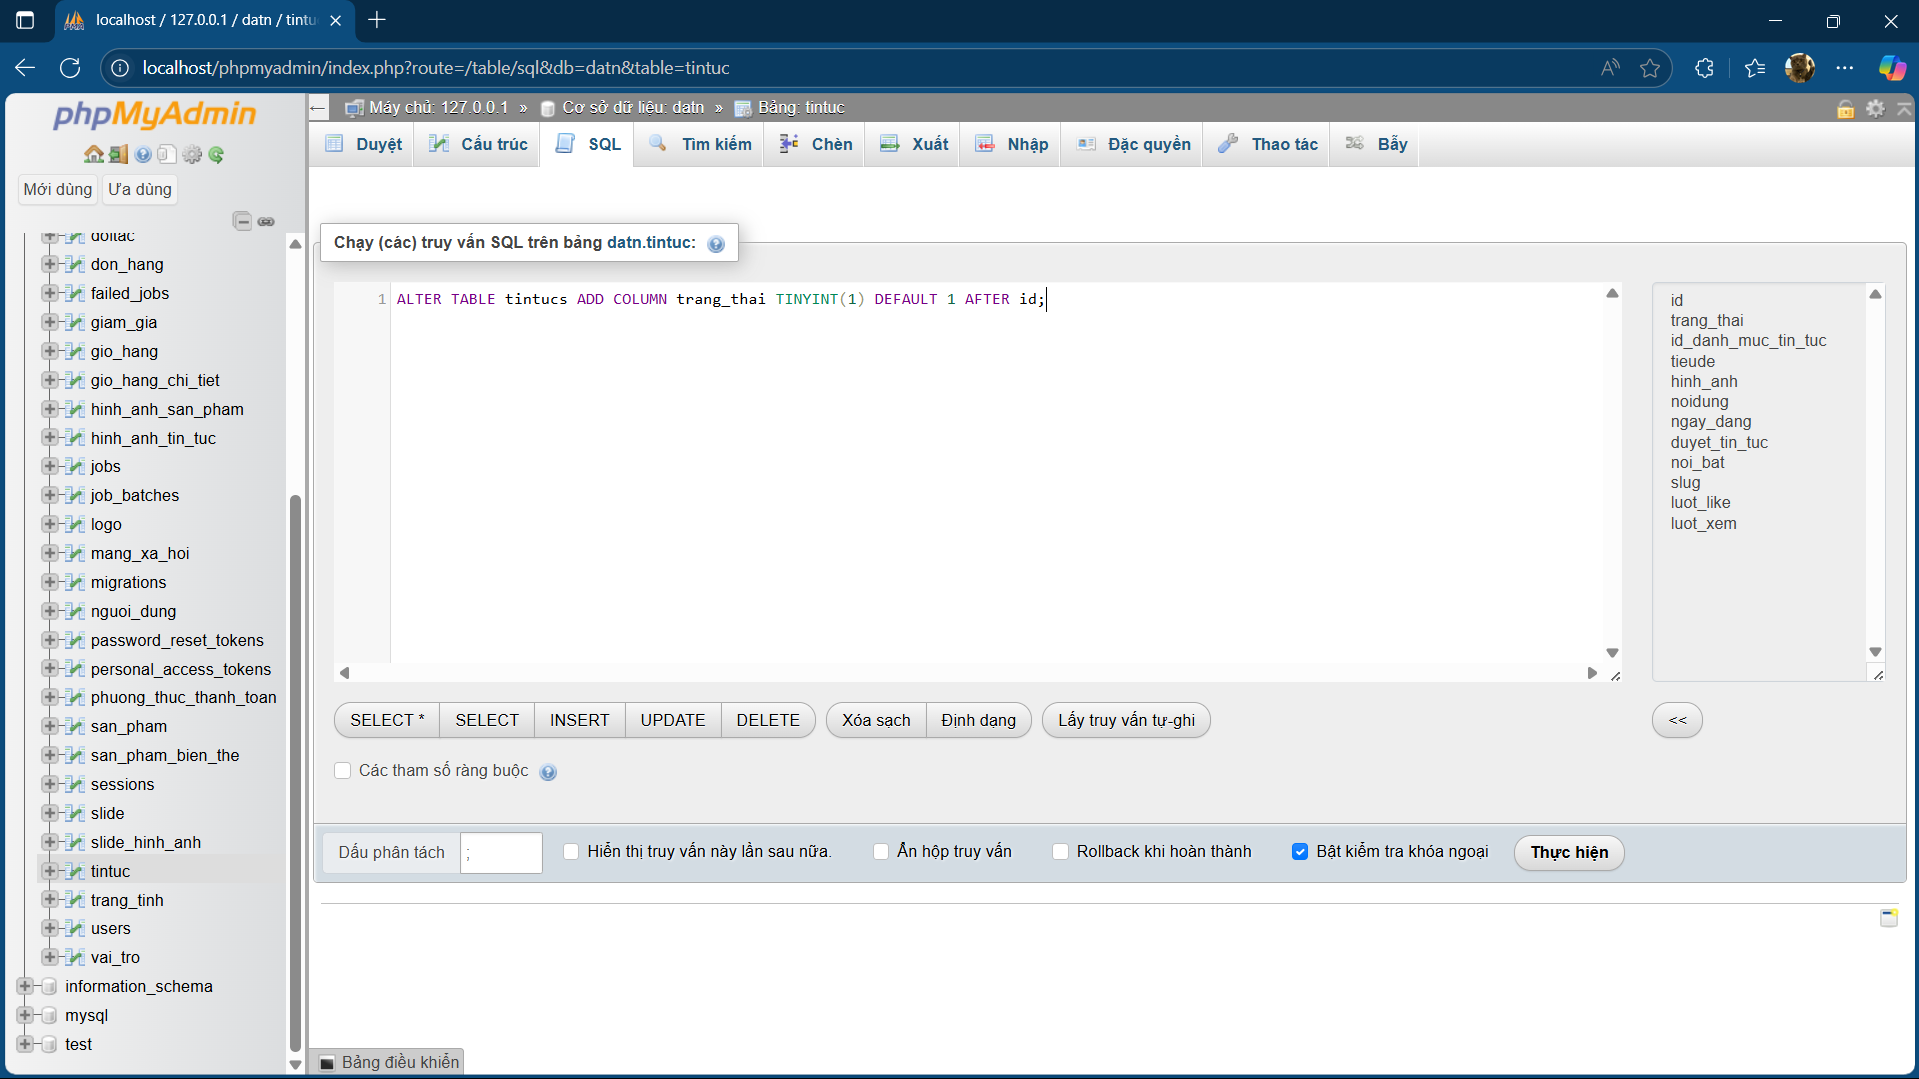 localhost / 127.0.0.1 / datn / tintu
localhost/phpmyadmin/index.php?route=/table/sql&db=datn&table=tintuc
phpMyAdmin
Mới dùng
Ưa dùng
doitac
don_hang
failed_jobs
giam_gia
gio_hang
gio_hang_chi_tiet
hinh_anh_san_pham
hinh_anh_tin_tuc
jobs
job_batches
logo
mang_xa_hoi
migrations
nguoi_dung
password_reset_tokens
personal_access_tokens
phuong_thuc_thanh_toan
san_pham
san_pham_bien_the
sessions
slide
slide_hinh_anh
tintuc
trang_tinh
users
vai_tro
information_schema
mysql
test
Máy chủ: 127.0.0.1 » Cơ sở dữ liệu: datn » Bảng: tintuc
Duyệt
Cấu trúc
SQL
Tìm kiếm
Chèn
Xuất
Nhập
Đặc quyền
Thao tác
Bẫy
Chạy (các) truy vấn SQL trên bảng datn.tintuc:
1 ALTER TABLE tintucs ADD COLUMN trang_thai TINYINT(1) DEFAULT 1 AFTER id;
id
trang_thai
id_danh_muc_tin_tuc
tieude
hinh_anh
noidung
ngay_dang
duyet_tin_tuc
noi_bat
slug
luot_like
luot_xem
SELECT *
SELECT
INSERT
UPDATE
DELETE
Xóa sạch
Định dạng
Lấy truy vấn tự-ghi
<<
Các tham số ràng buộc
Dấu phân tách
;
Hiển thị truy vấn này lần sau nữa.
Ẩn hộp truy vấn
Rollback khi hoàn thành
Bật kiểm tra khóa ngoại
Thực hiện
Bảng điều khiển